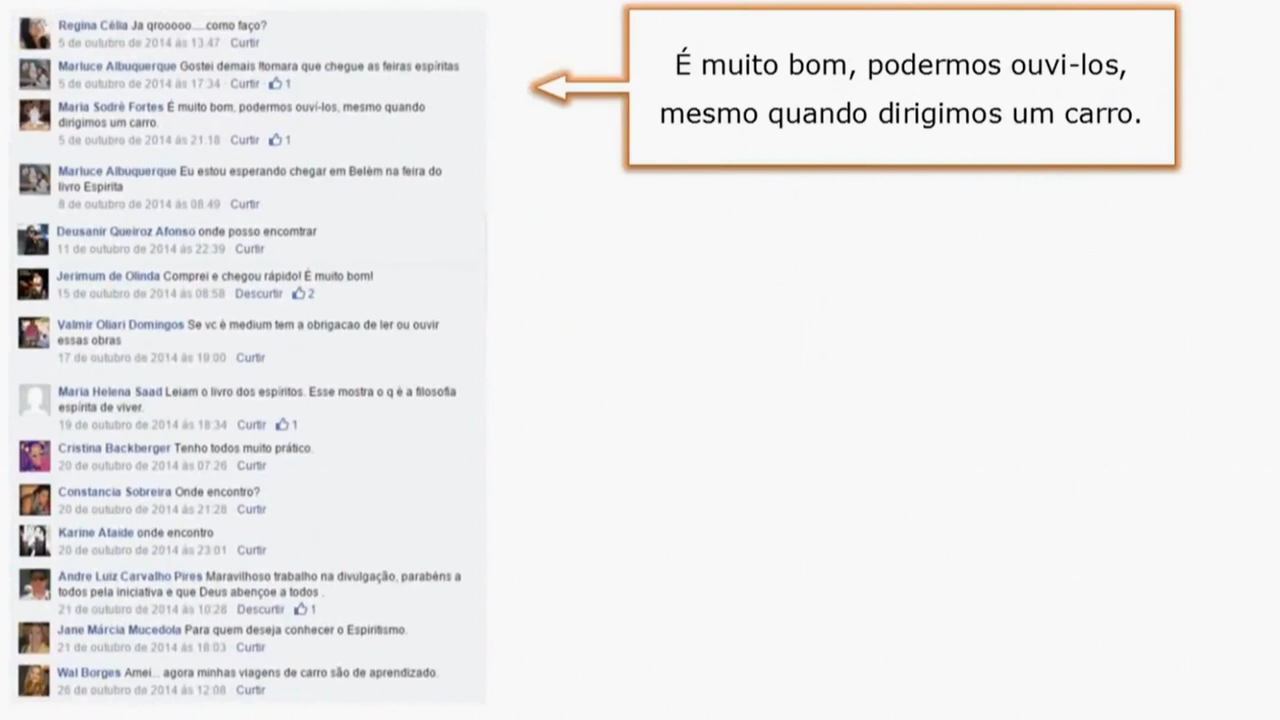 Regina Célia Ja qrooooo.....como faço?
5 de outubro de 2014 às 13:47 Curtir
Marluce Albuquerque Gostei demais !tomara que chegue as feiras espíritas
5 de outubro de 2014 às 17:34 Curtir 1
Maria Sodrè Fortes É muito bom, podermos ouví-los, mesmo quando
dirigimos um carro.
5 de outubro de 2014 às 21:18 Curtir 1
Marluce Albuquerque Eu estou esperando chegar em Belèm na feira do
livro Espirita
8 de outubro de 2014 às 08:49 Curtir
Deusanir Queiroz Afonso onde posso encomtrar
11 de outubro de 2014 às 22:39 Curtir
Jerimum de Olinda Comprei e chegou rápido! É muito bom!
15 de outubro de 2014 às 08:58 Descurtir 2
Valmir Oliari Domingos Se vc è medium tem a obrigacao de ler ou ouvir
essas obras
17 de outubro de 2014 às 19:00 Curtir
Maria Helena Saad Leiam o livro dos espíritos. Esse mostra o q è a filosofia
espírita de viver.
19 de outubro de 2014 às 18:34 Curtir 1
Cristina Backberger Tenho todos muito prático.
20 de outubro de 2014 às 07:26 Curtir
Constancia Sobreira Onde encontro?
20 de outubro de 2014 às 21:28 Curtir
Karine Ataide onde encontro
20 de outubro de 2014 às 23:01 Curtir
Andre Luiz Carvalho Pires Maravilhoso trabalho na divulgação, parabéns a
todos pela iniciativa e que Deus abençoe a todos .
21 de outubro de 2014 às 10:28 Descurtir 1
Jane Márcia Mucedola Para quem deseja conhecer o Espiritismo.
21 de outubro de 2014 às 18:03 Curtir
Wal Borges Amei... agora minhas viagens de carro são de aprendizado.
26 de outubro de 2014 às 12:08 Curtir
É muito bom, podermos ouvi-los,
mesmo quando dirigimos um carro.